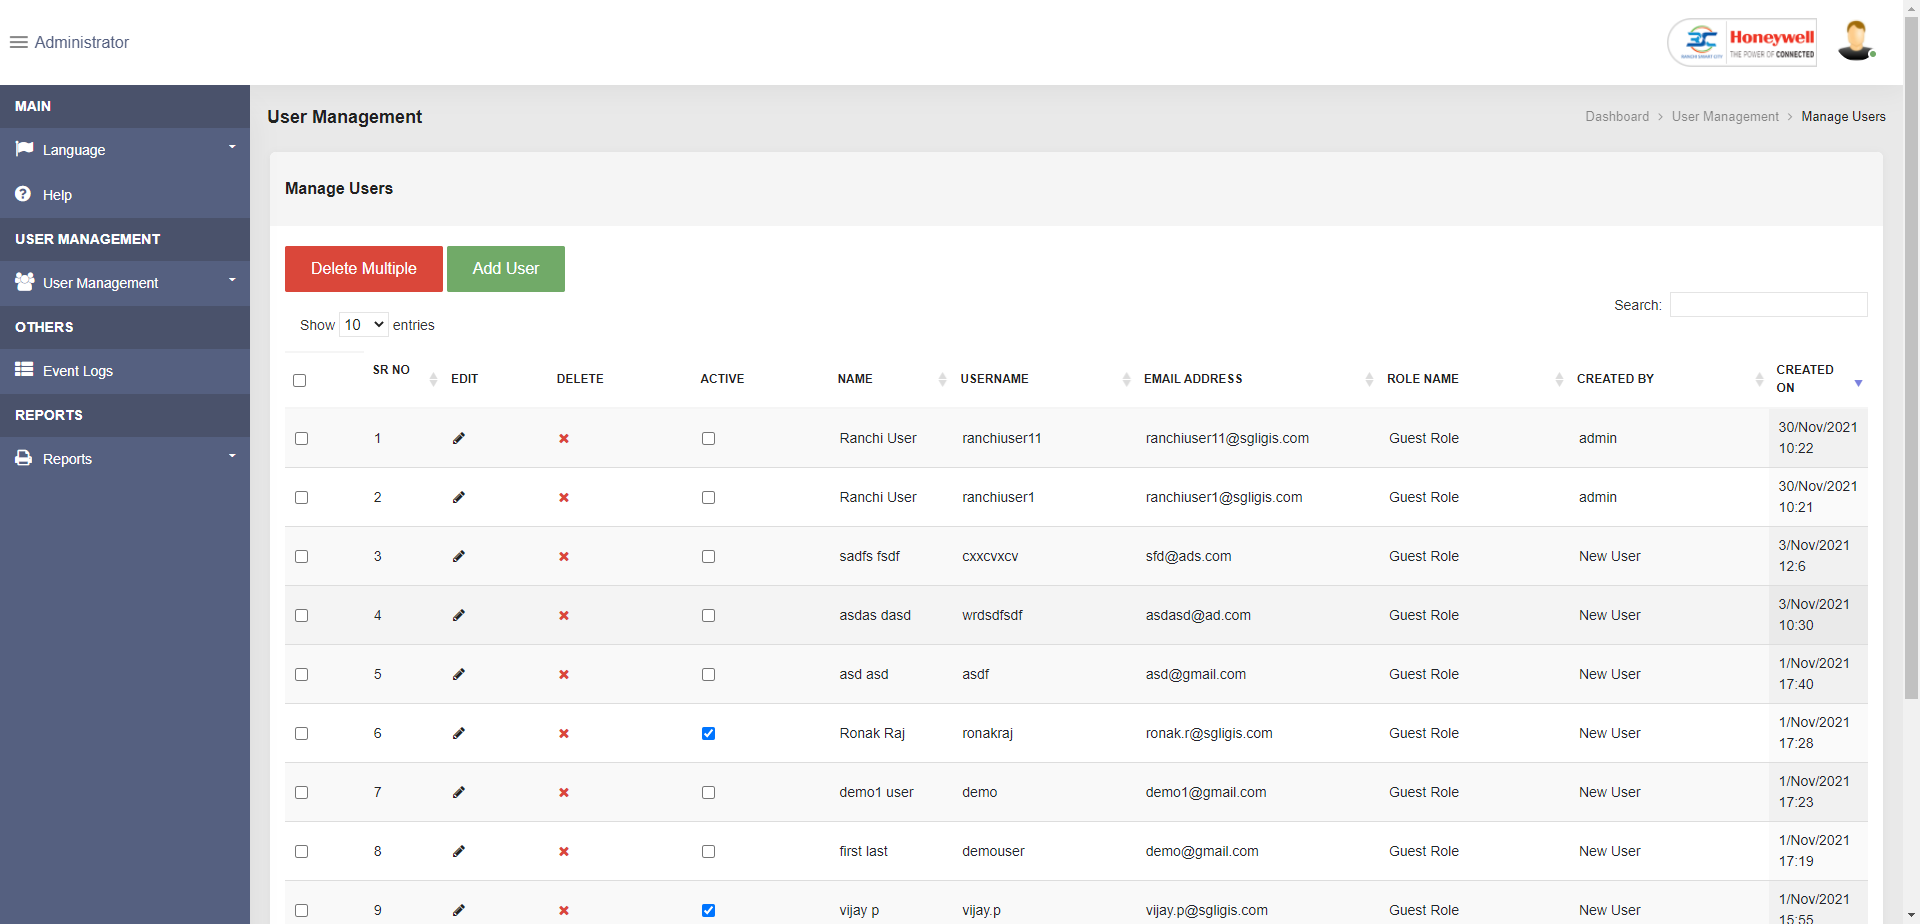 Administrator
Honeywell
THE POWER OF CONNECTED
MAIN
Language
Help
USER MANAGEMENT
User Management
OTHERS
Event Logs
REPORTS
Reports
User Management
Dashboard > User Management > Manage Users
Manage Users
Delete Multiple Add User
Search:
Show 10 entries
SR NO EDIT DELETE ACTIVE NAME USERNAME EMAIL ADDRESS ROLE NAME CREATED BY CREATED
ON
1 Ranchi User ranchiuser11 ranchiuser11@sgligis.com Guest Role admin 30/Nov/2021
10:22
2 Ranchi User ranchiuser1 ranchiuser1@sgligis.com Guest Role admin 30/Nov/2021
10:21
3 sadfs fsdf cxxcvxcv sfd@ads.com Guest Role New User 3/Nov/2021
12:6
4 asdas dasd wrdsdfsdf asdasd@ad.com Guest Role New User 3/Nov/2021
10:30
5 asd asd asdf asd@gmail.com Guest Role New User 1/Nov/2021
17:40
6 Ronak Raj ronakraj ronak.r@sgligis.com Guest Role New User 1/Nov/2021
17:28
7 demo1 user demo demo1@gmail.com Guest Role New User 1/Nov/2021
17:23
8 first last demouser demo@gmail.com Guest Role New User 1/Nov/2021
17:19
9 vijay p vijay.p vijay.p@sgligis.com Guest Role New User 1/Nov/2021
15:55